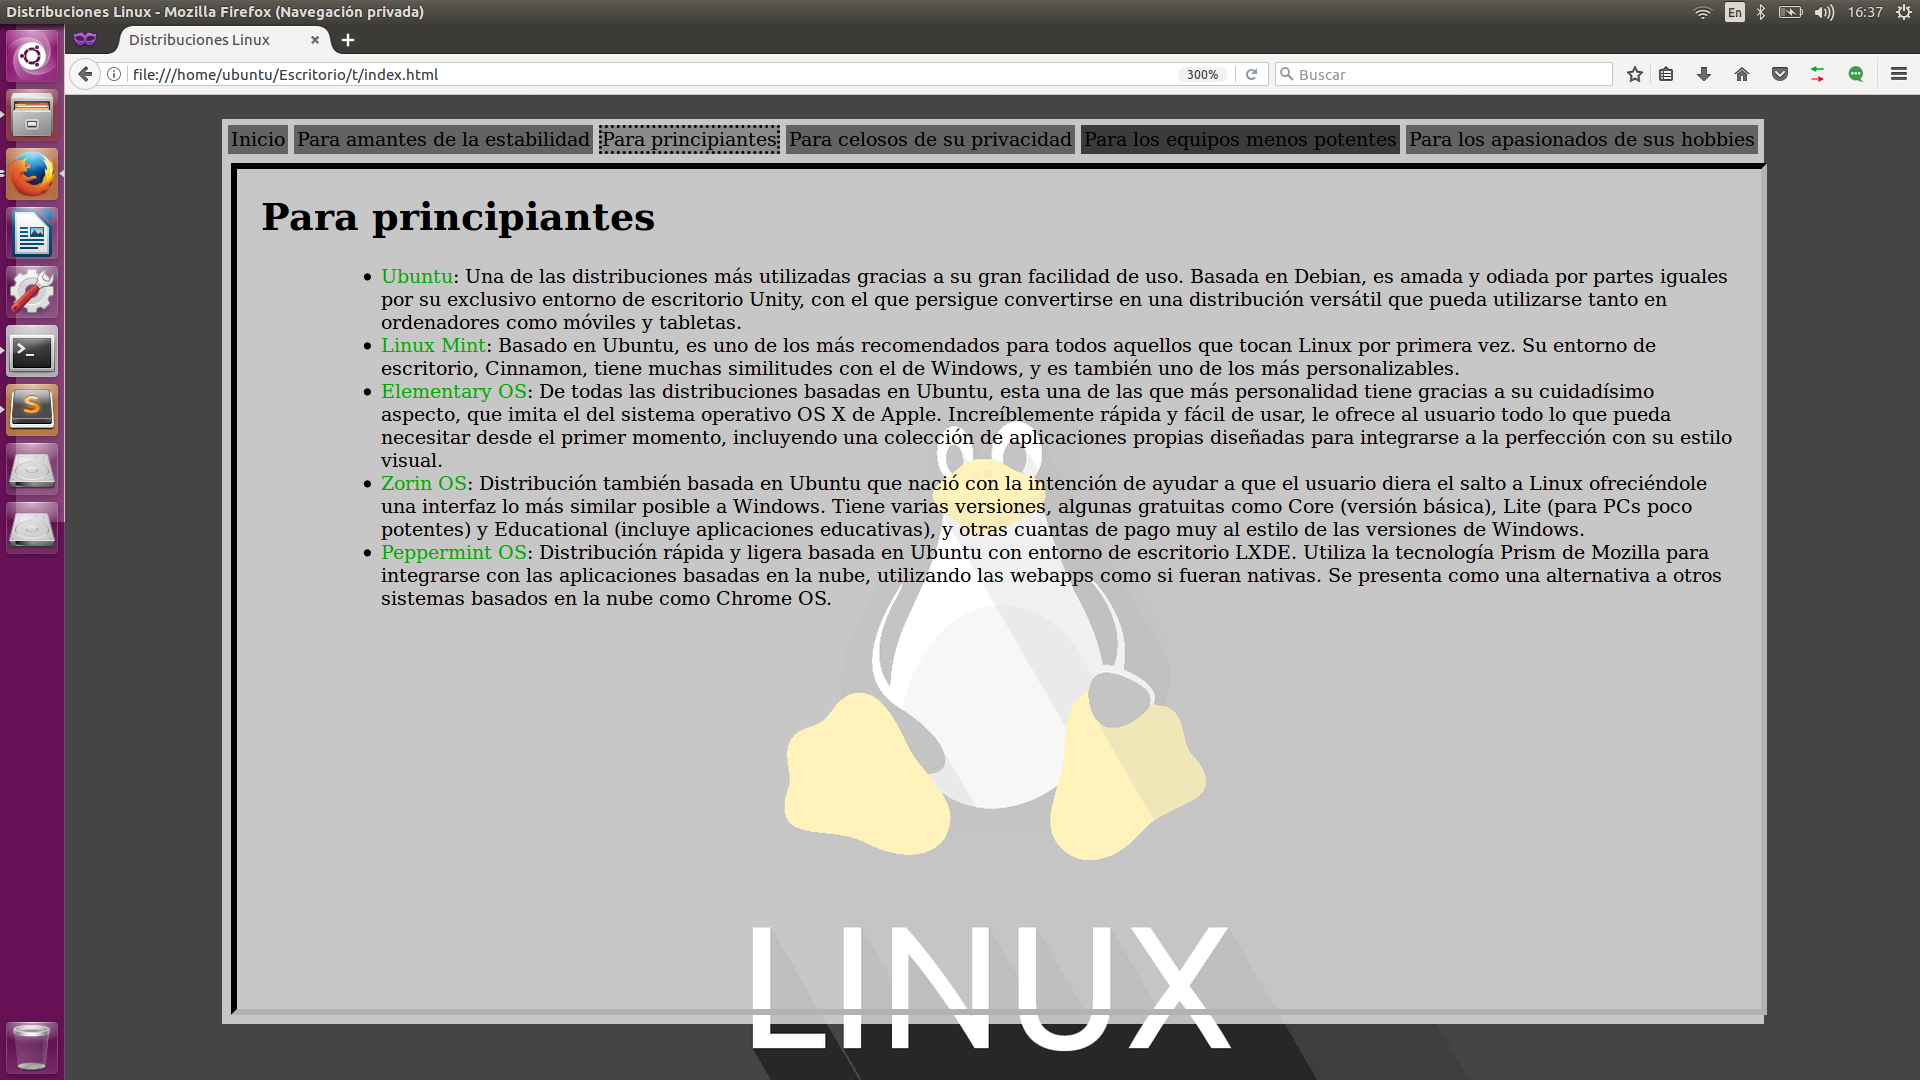 Distribuciones Linux - Mozilla Firefox (Navegación privada)
En
16:37
Distribuciones Linux
file:///home/ubuntu/Escritorio/t/index.html
300%
Buscar
Inicio
Para amantes de la estabilidad
Para principiantes
Para celosos de su privacidad
Para los equipos menos potentes
Para los apasionados de sus hobbies
Para principiantes
Ubuntu: Una de las distribuciones más utilizadas gracias a su gran facilidad de uso. Basada en Debian, es amada y odiada por partes iguales
por su exclusivo entorno de escritorio Unity, con el que persigue convertirse en una distribución versátil que pueda utilizarse tanto en
ordenadores como móviles y tabletas.
Linux Mint: Basado en Ubuntu, es uno de los más recomendados para todos aquellos que tocan Linux por primera vez. Su entorno de
escritorio, Cinnamon, tiene muchas similitudes con el de Windows, y es también uno de los más personalizables.
Elementary OS: De todas las distribuciones basadas en Ubuntu, esta una de las que más personalidad tiene gracias a su cuidadísimo
aspecto, que imita el del sistema operativo OS X de Apple. Increíblemente rápida y fácil de usar, le ofrece al usuario todo lo que pueda
necesitar desde el primer momento, incluyendo una colección de aplicaciones propias diseñadas para integrarse a la perfección con su estilo
visual.
Zorin OS: Distribución también basada en Ubuntu que nació con la intención de ayudar a que el usuario diera el salto a Linux ofreciéndole
una interfaz lo más similar posible a Windows. Tiene varias versiones, algunas gratuitas como Core (versión básica), Lite (para PCs poco
potentes) y Educational (incluye aplicaciones educativas), y otras cuantas de pago muy al estilo de las versiones de Windows.
Peppermint OS: Distribución rápida y ligera basada en Ubuntu con entorno de escritorio LXDE. Utiliza la tecnología Prism de Mozilla para
integrarse con las aplicaciones basadas en la nube, utilizando las webapps como si fueran nativas. Se presenta como una alternativa a otros
sistemas basados en la nube como Chrome OS.
LINUX